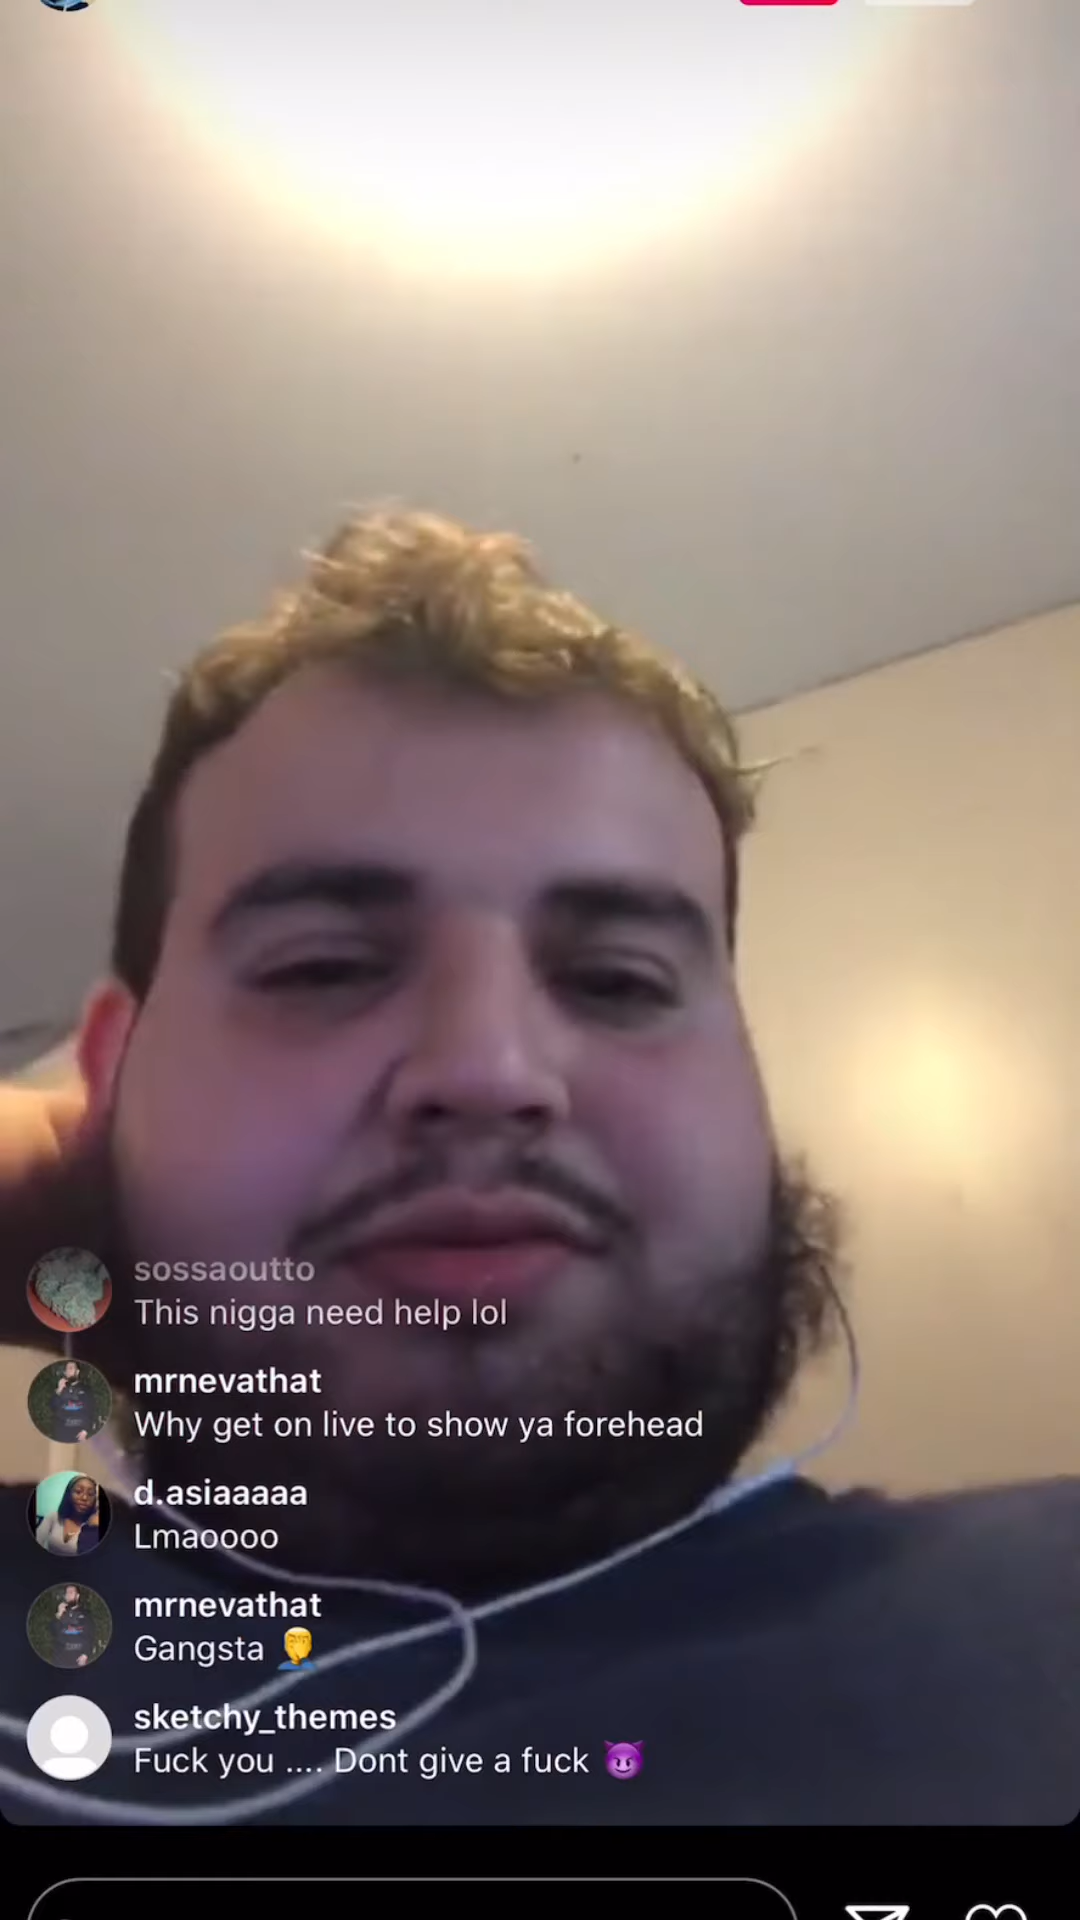 sossaoutto
This nigga need help lol
mrnevathat
Why get on live to show ya forehead
d.asiaaaaa
Lmaoooo
mrnevathat
Gangsta 🤦‍♂️
sketchy_themes
Fuck you .... Dont give a fuck 😈